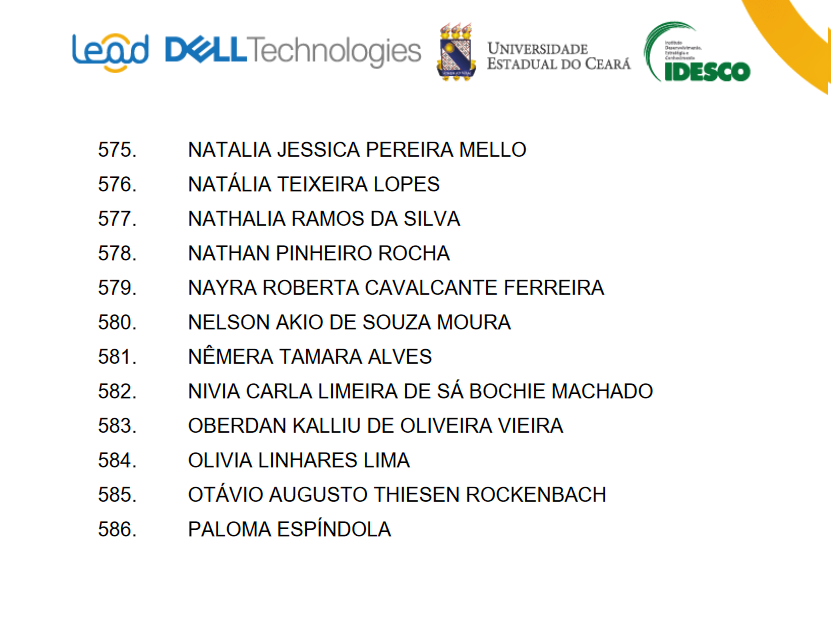 Lead DELL Technologies
UNIVERSIDADE
ESTADUAL DO CEARÁ
Instituto
Desenvolvimento,
Estratégia e
Conhecimento
IDESCO
575. NATALIA JESSICA PEREIRA MELLO
576. NATÁLIA TEIXEIRA LOPES
577. NATHALIA RAMOS DA SILVA
578. NATHAN PINHEIRO ROCHA
579. NAYRA ROBERTA CAVALCANTE FERREIRA
580. NELSON AKIO DE SOUZA MOURA
581. NÊMERA TAMARA ALVES
582. NIVIA CARLA LIMEIRA DE SÁ BOCHIE MACHADO
583. OBERDAN KALLIU DE OLIVEIRA VIEIRA
584. OLIVIA LINHARES LIMA
585. OTÁVIO AUGUSTO THIESEN ROCKENBACH
586. PALOMA ESPÍNDOLA